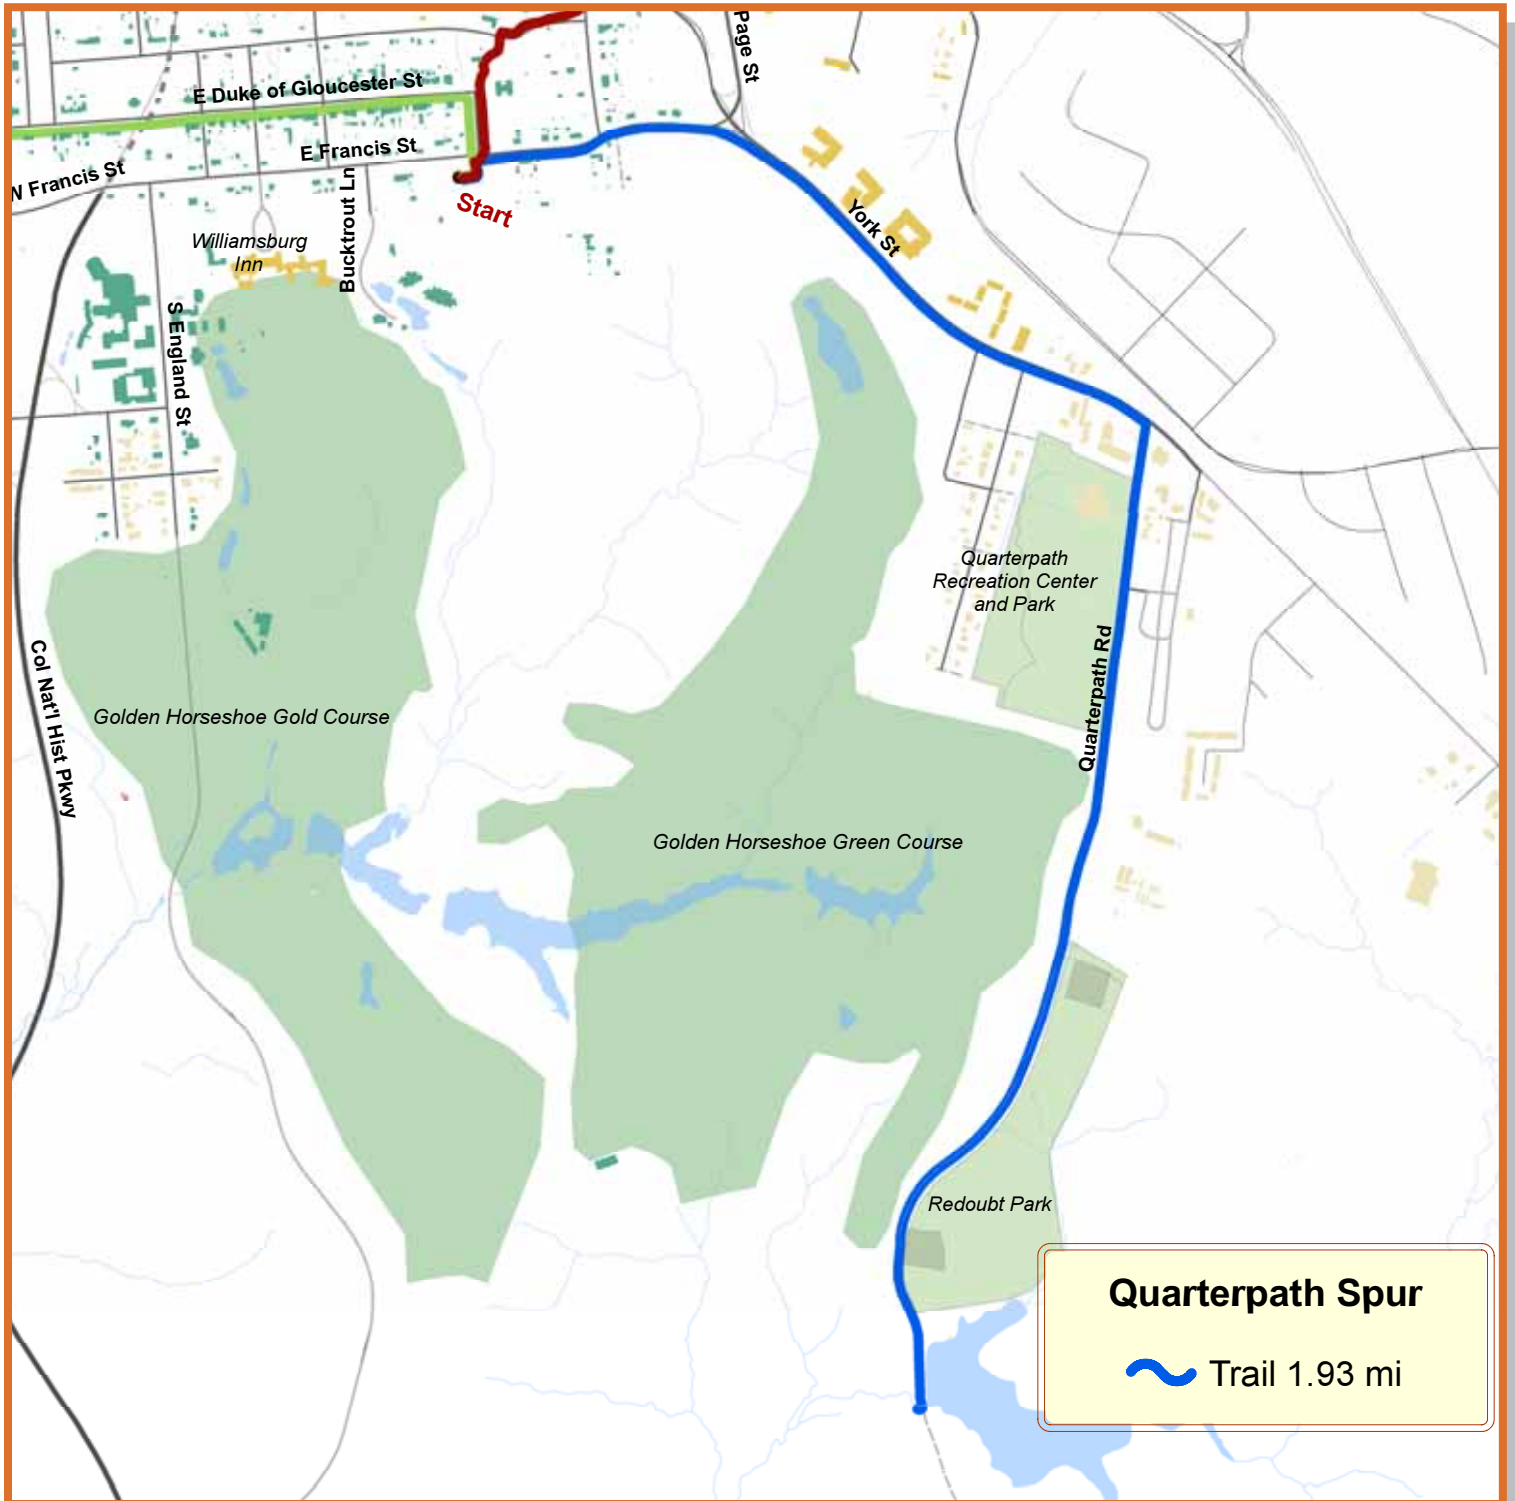 Page St
E Duke of Gloucester St
E Francis St
W Francis St
Bucktrout Ln
Start
York St
Williamsburg
Inn
S England St
Quarterpath
Recreation Center
and Park
Quarterpath Rd
Col Nat'l Hist Pkwy
Golden Horseshoe Gold Course
Golden Horseshoe Green Course
Redoubt Park
Quarterpath Spur
Trail 1.93 mi